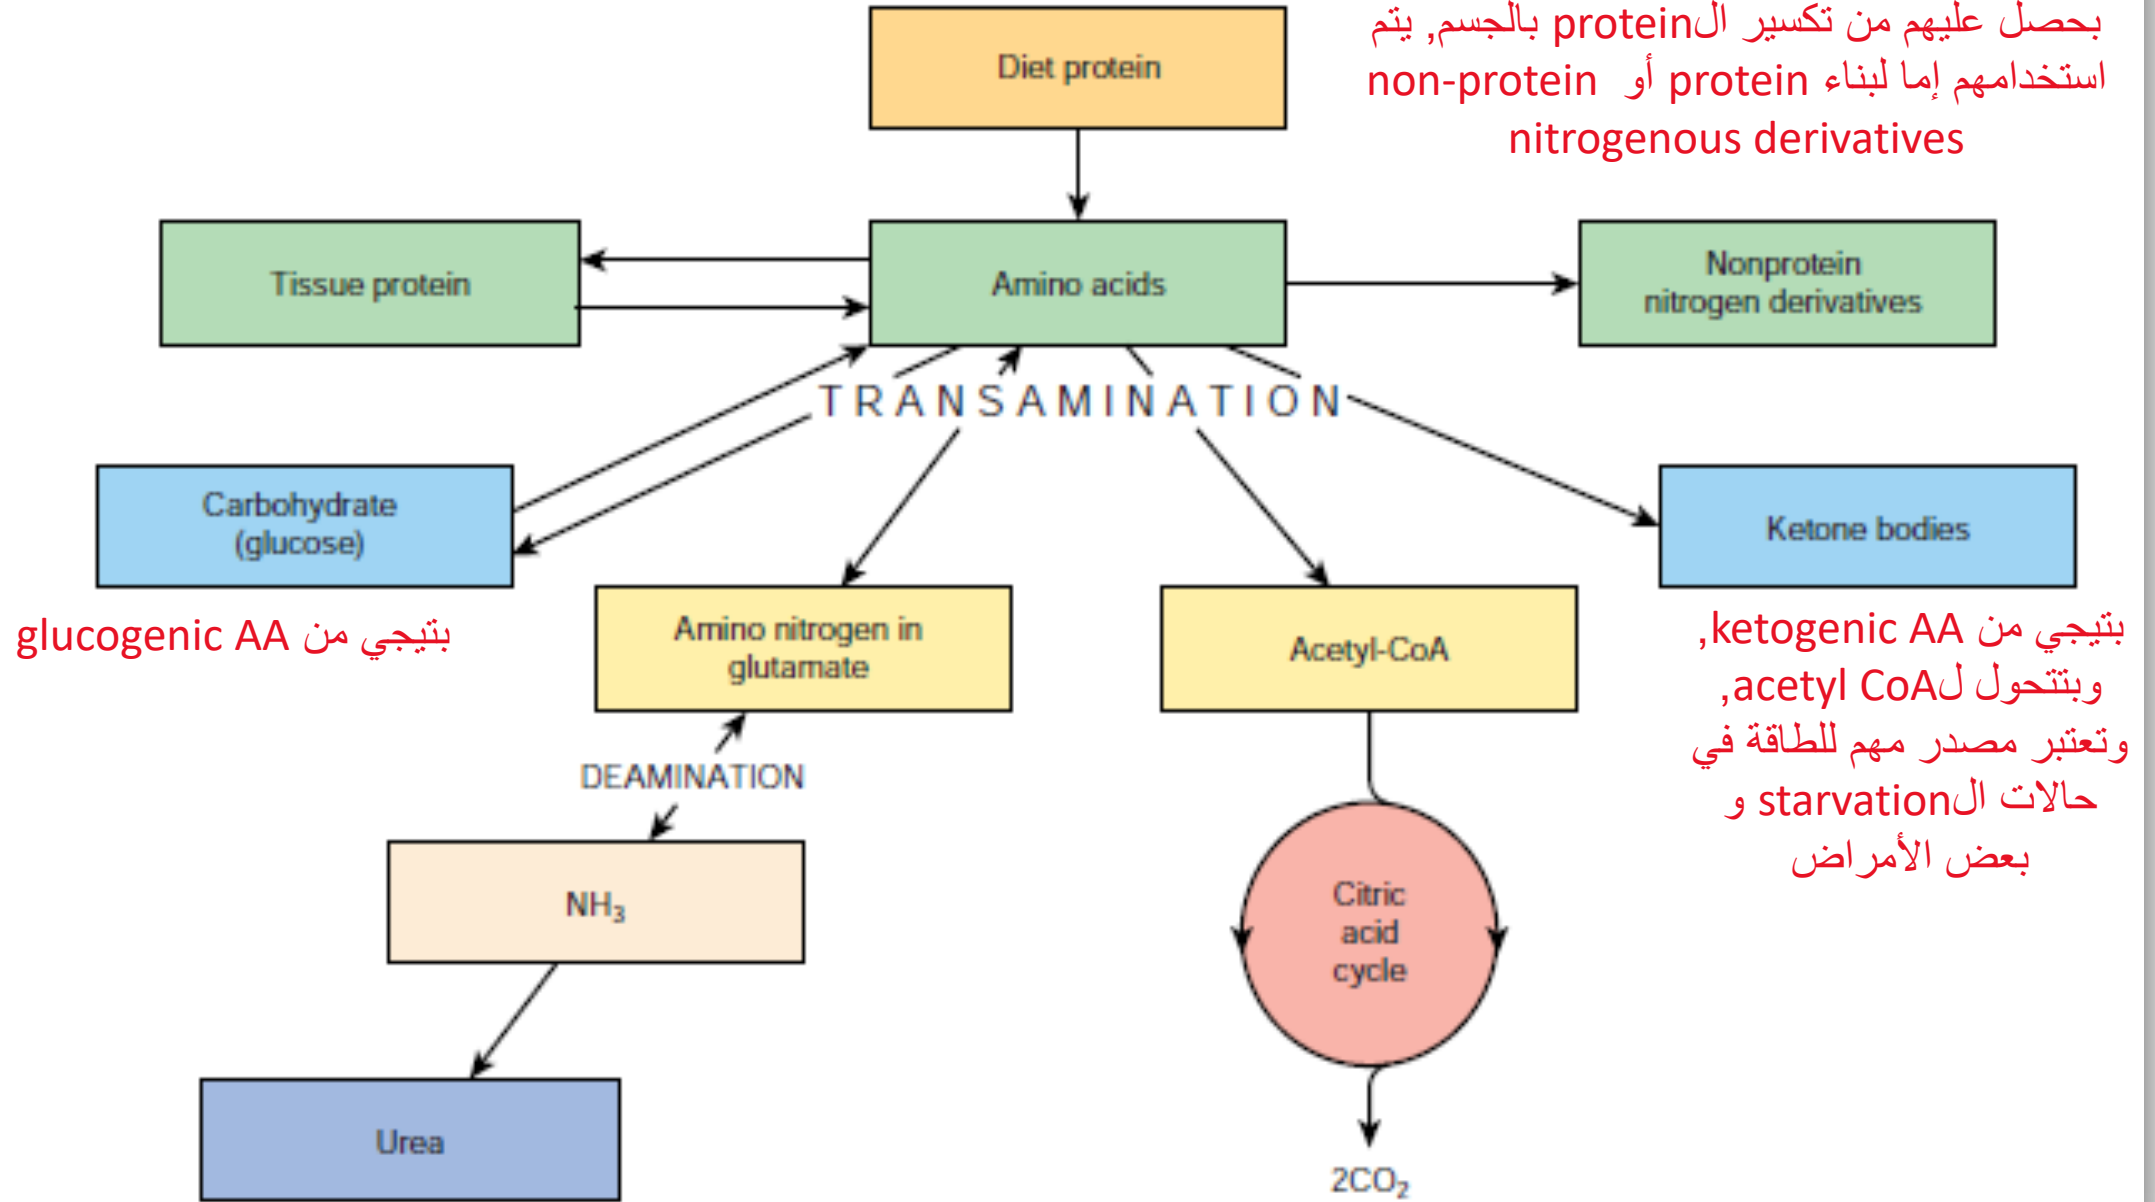 Diet protein
بحصل عليهم من تكسير الprotein بالجسم, يتم
استخدامهم إما لبناء protein أو non-protein
nitrogenous derivatives
Tissue protein
Amino acids
Nonprotein
nitrogen derivatives
TRANSAMINATION
Carbohydrate
(glucose)
Ketone bodies
بتيجي من glucogenic AA
Amino nitrogen in
glutamate
Acetyl-CoA
بتيجي من ketogenic AA,
وبتتحول لacetyl CoA,
وتعتبر مصدر مهم للطاقة في
حالات الstarvation و
بعض الأمراض
DEAMINATION
NH₃
Citric
acid
cycle
Urea
2CO₂